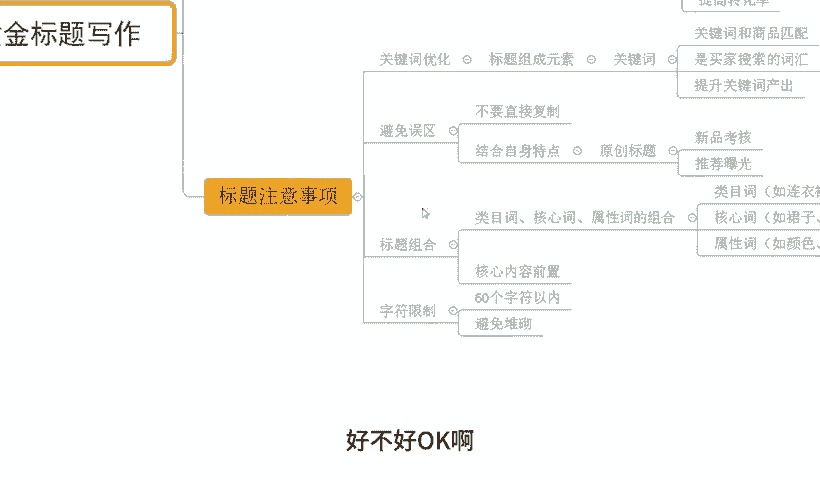 提高转化率
金标题写作
关键词优化
标题组成元素
关键词
关键词和商品匹配
是买家搜索的词汇
提升关键词产出
避免误区
不要直接复制
结合自身特点
原创标题
新品考核
推荐曝光
标题注意事项
标题组合
类目词、核心词、属性词的组合
类目词（如连衣裙
核心词（如裙子、
属性词（如颜色、
核心内容前置
字符限制
60个字符以内
避免堆砌
好不好OK啊